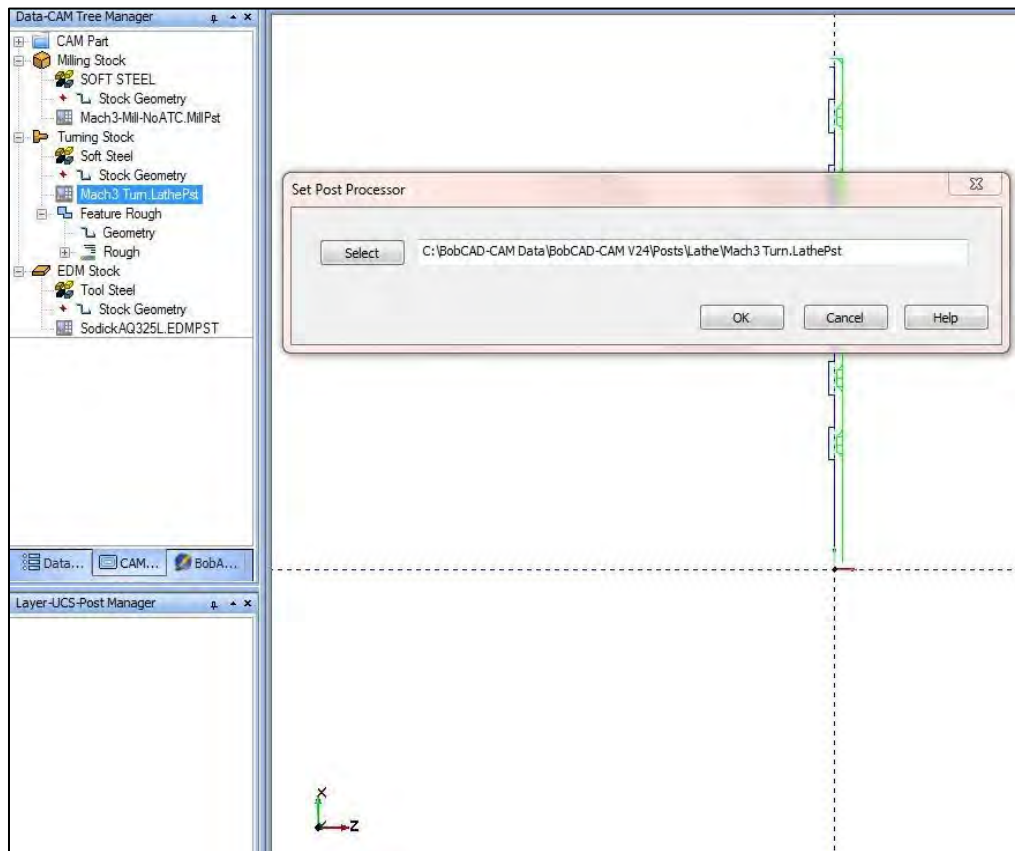 Data-CAM Tree Manager
CAM Part
Milling Stock
SOFT STEEL
Stock Geometry
Mach3-Mill-NoATC.MillPst
Turning Stock
Soft Steel
Stock Geometry
Mach3 Turn.LathePst
Feature Rough
Geometry
Rough
EDM Stock
Tool Steel
Stock Geometry
SodickAQ325L.EDMPST
Data...
CAM...
BobA...
Layer-UCS-Post Manager
Set Post Processor
Select
C:\BobCAD-CAM Data\BobCAD-CAM V24\Posts\Lathe\Mach3 Turn.LathePst
OK
Cancel
Help
X
Z